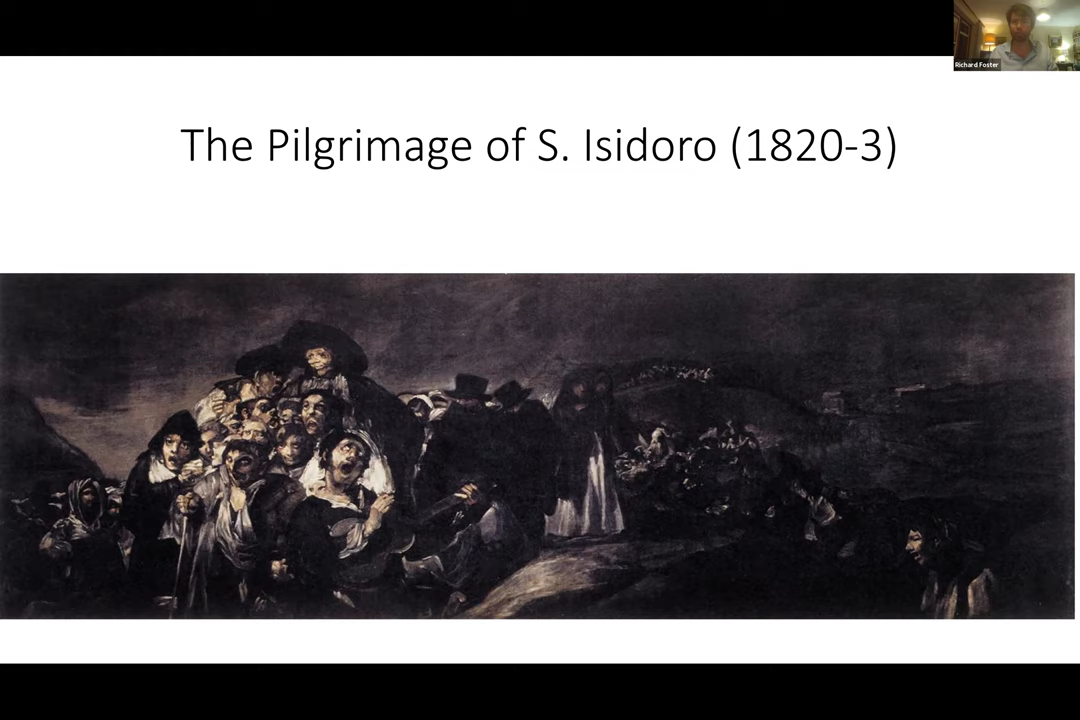 Richard Foster
The Pilgrimage of S. Isidoro (1820-3)